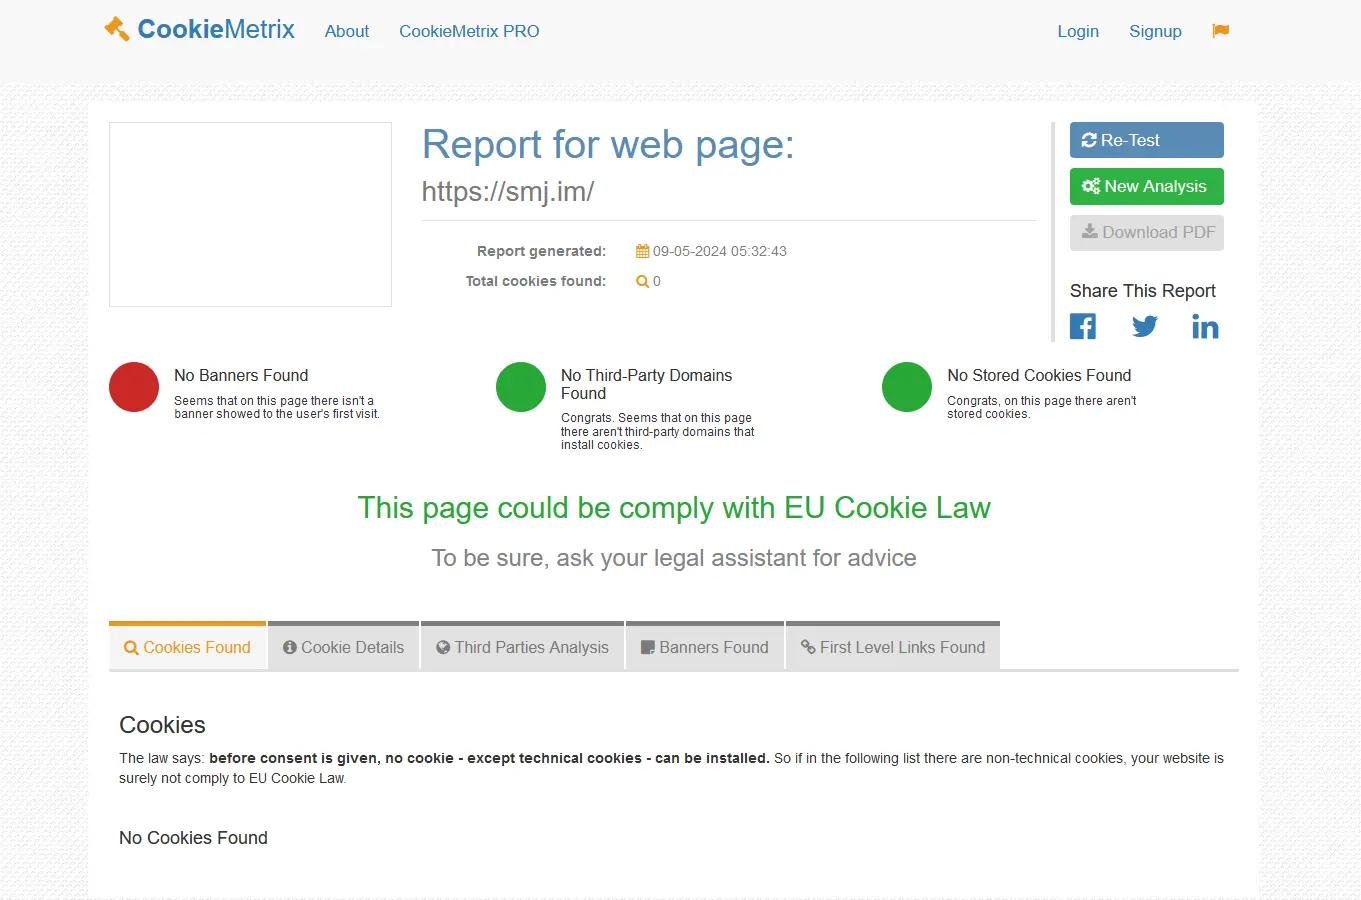 CookieMetrix
About
CookieMetrix PRO
Login
Signup
Report for web page:
https://smj.im/
Report generated:
09-05-2024 05:32:43
Total cookies found:
0
Re-Test
New Analysis
Download PDF
Share This Report
No Banners Found
Seems that on this page there isn't a
banner showed to the user's first visit.
No Third-Party Domains
Found
Congrats. Seems that on this page
there aren't third-party domains that
install cookies.
No Stored Cookies Found
Congrats, on this page there aren't
stored cookies.
This page could be comply with EU Cookie Law
To be sure, ask your legal assistant for advice
Cookies Found
Cookie Details
Third Parties Analysis
Banners Found
First Level Links Found
Cookies
The law says: before consent is given, no cookie - except technical cookies - can be installed. So if in the following list there are non-technical cookies, your website is
surely not comply to EU Cookie Law.
No Cookies Found